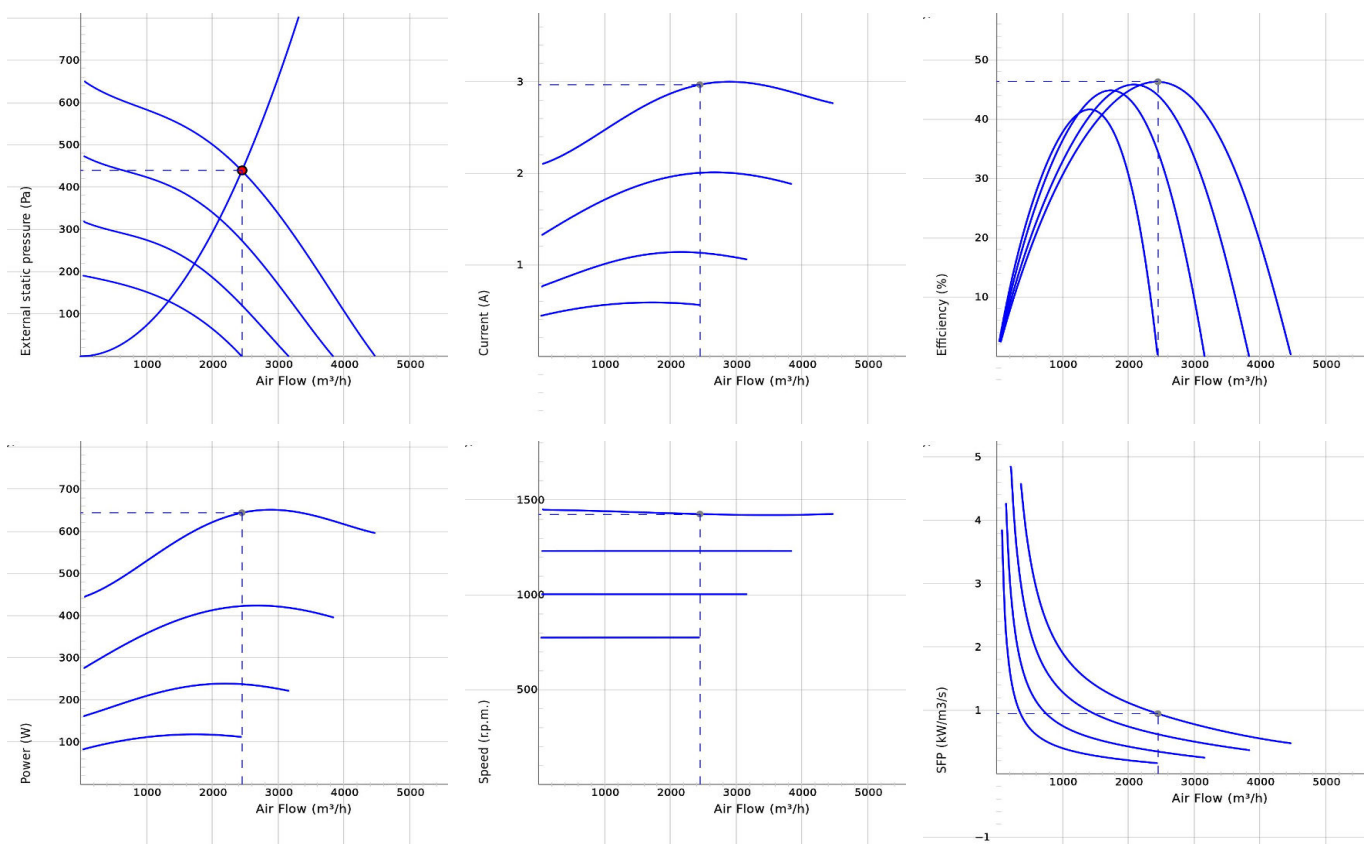 External static pressure (Pa)
700
600
500
400
300
200
100
1000 2000 3000 4000 5000
Air Flow (m³/h)
Current (A)
3
2
1
1000 2000 3000 4000 5000
Air Flow (m³/h)
Efficiency (%)
50
40
30
20
10
1000 2000 3000 4000 5000
Air Flow (m³/h)
Power (W)
700
600
500
400
300
200
100
1000 2000 3000 4000 5000
Air Flow (m³/h)
Speed (r.p.m.)
1500
1000
500
1000 2000 3000 4000 5000
Air Flow (m³/h)
SFP (kW/m3/s)
5
4
3
2
1
1000 2000 3000 4000 5000
Air Flow (m³/h)
−1